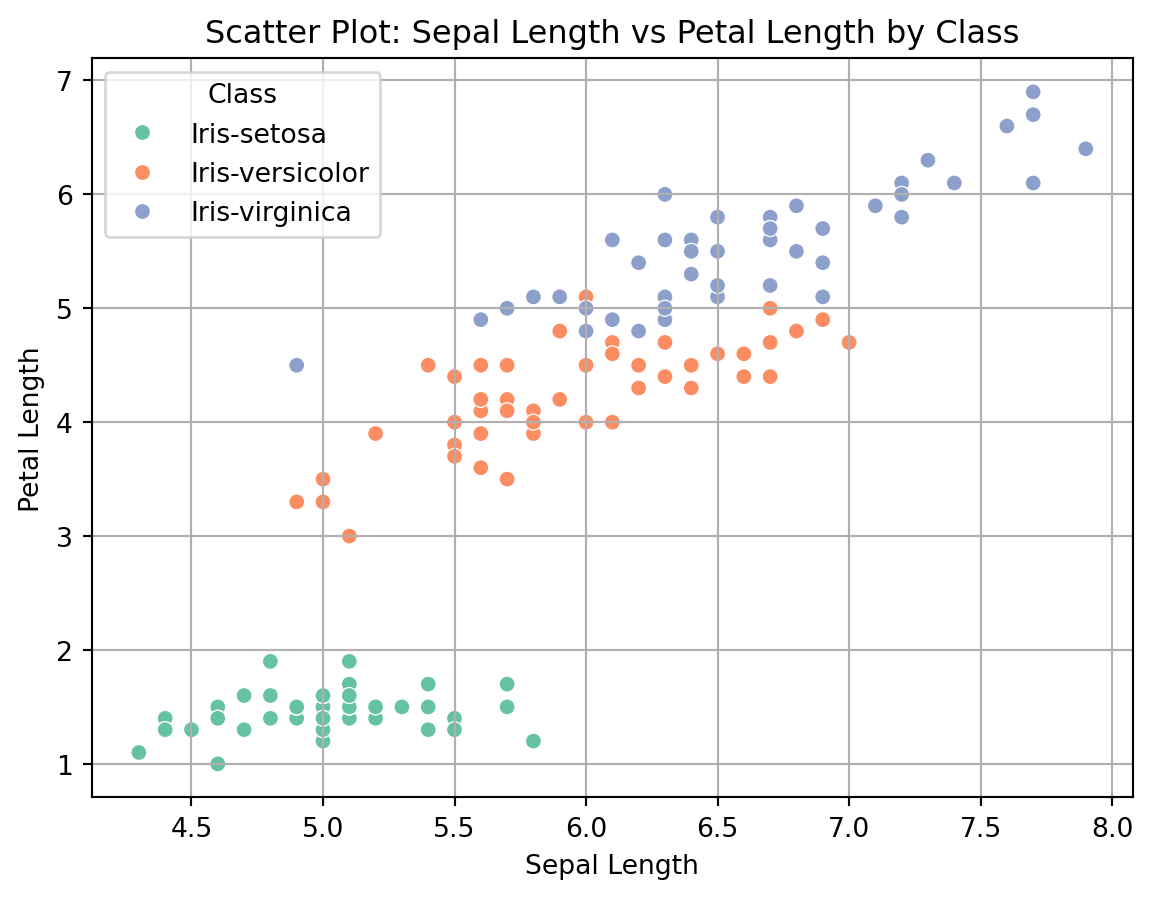 Scatter Plot: Sepal Length vs Petal Length by Class
Class
Iris-setosa
Iris-versicolor
Iris-virginica
Petal Length
7
6
5
4
3
2
1
4.5 5.0 5.5 6.0 6.5 7.0 7.5 8.0
Sepal Length